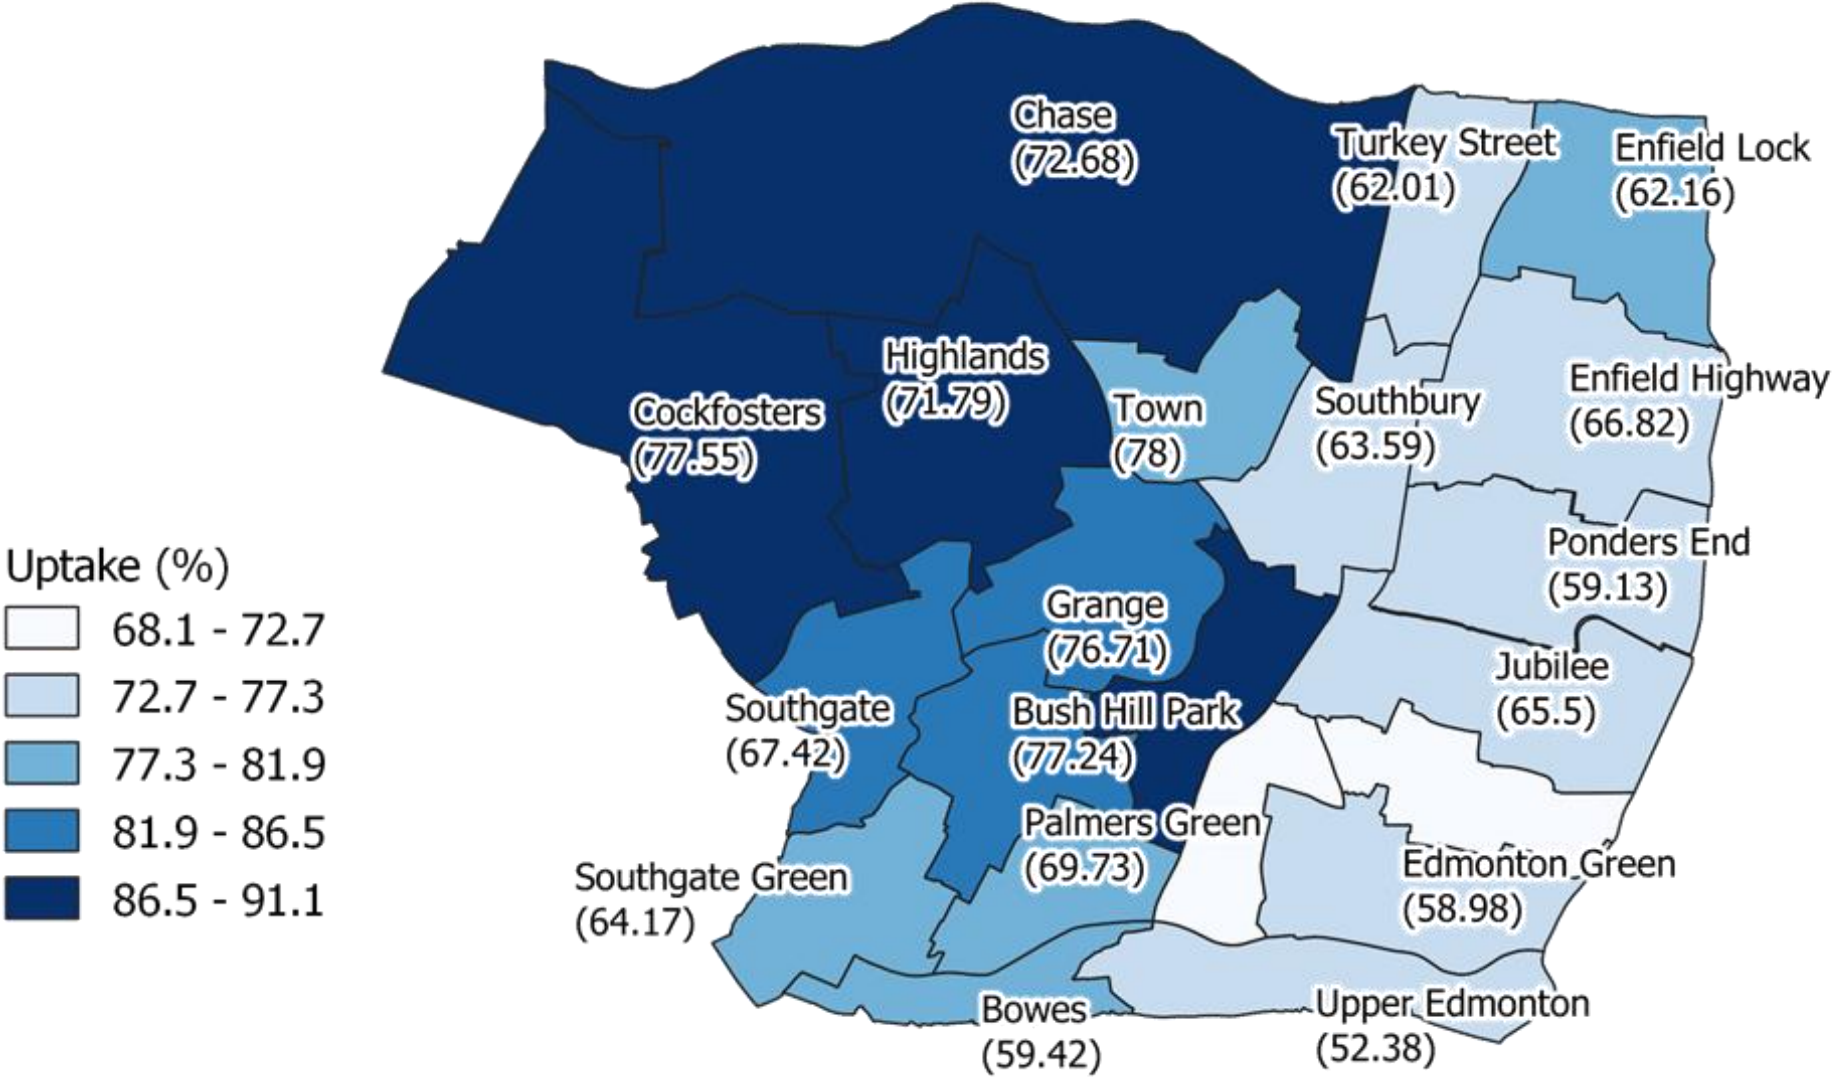 Chase
(72.68)
Turkey Street
(62.01)
Enfield Lock
(62.16)
Highlands
(71.79)
Cockfosters
(77.55)
Town
(78)
Southbury
(63.59)
Enfield Highway
(66.82)
Ponders End
(59.13)
Grange
(76.71)
Jubilee
(65.5)
Southgate
(67.42)
Bush Hill Park
(77.24)
Palmers Green
(69.73)
Southgate Green
(64.17)
Edmonton Green
(58.98)
Bowes
(59.42)
Upper Edmonton
(52.38)
Uptake (%)
68.1 - 72.7
72.7 - 77.3
77.3 - 81.9
81.9 - 86.5
86.5 - 91.1